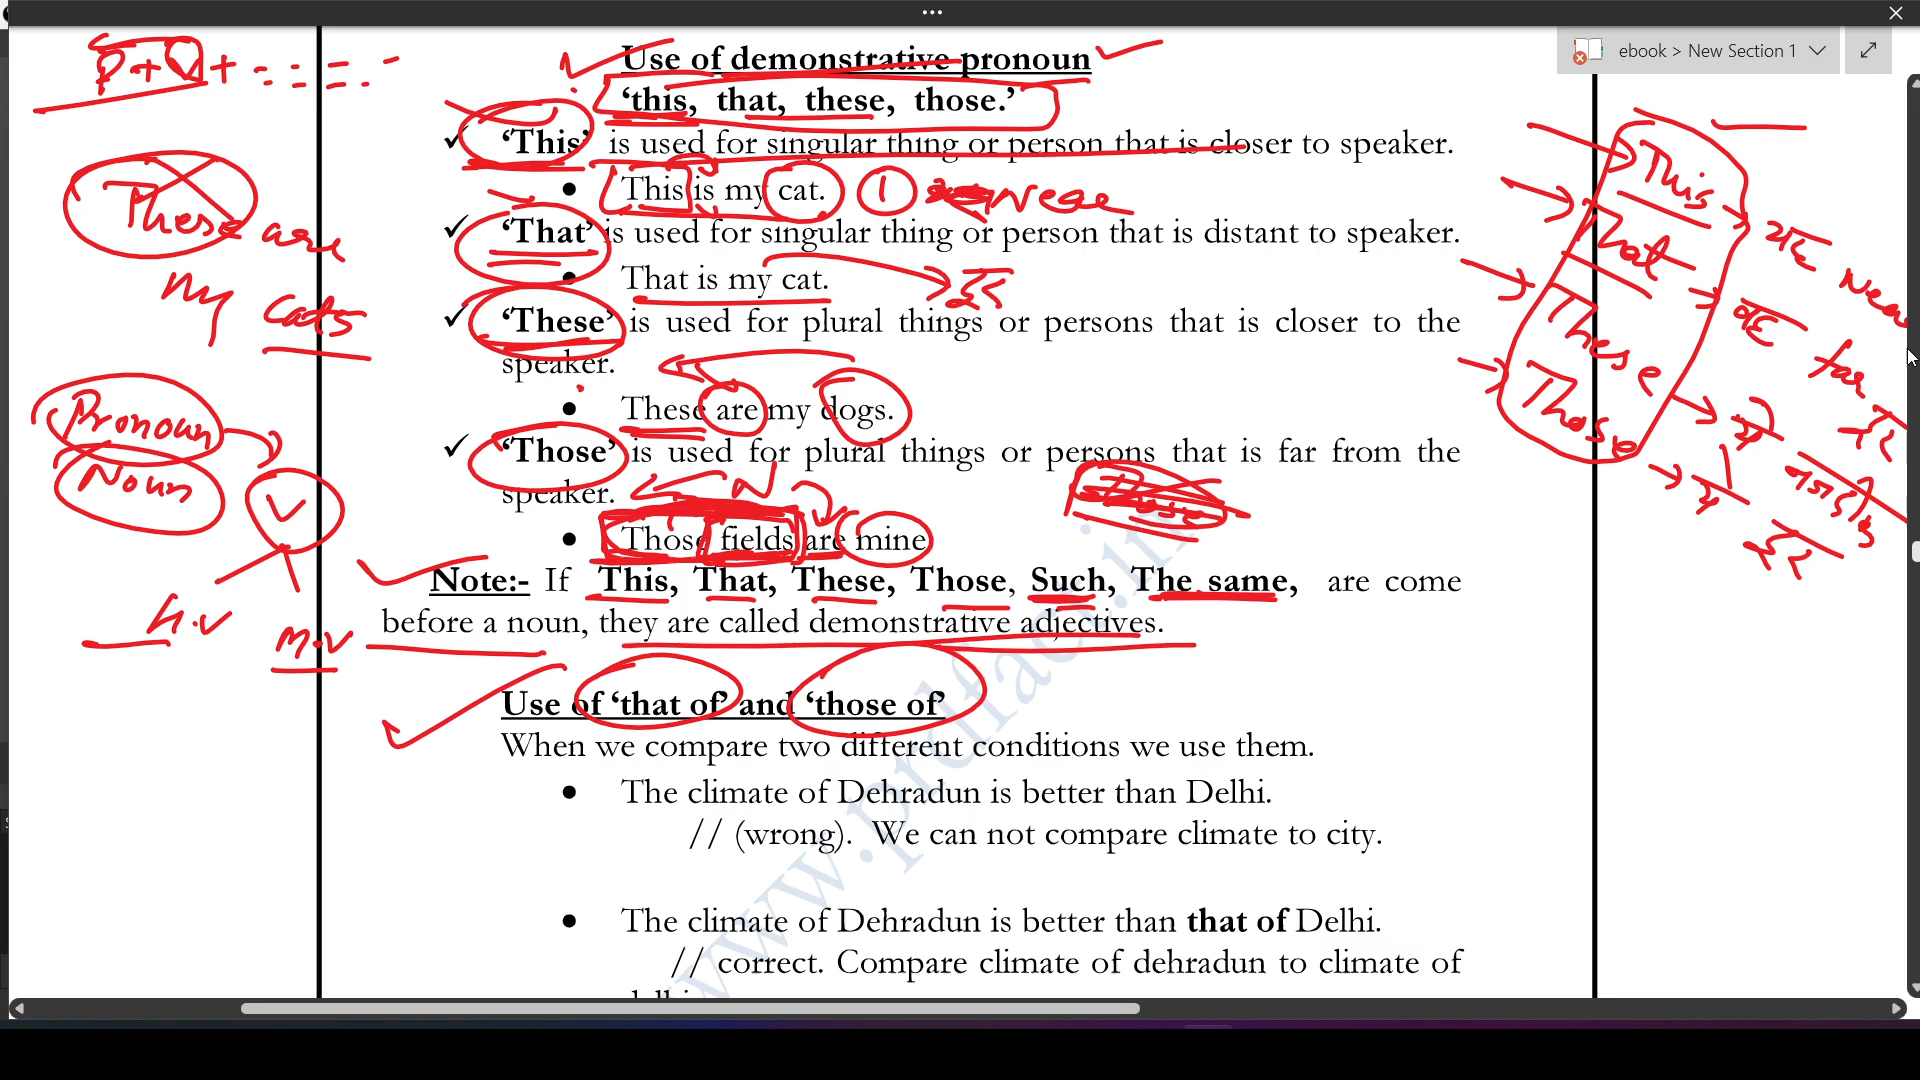 ebook > New Section 1
Use of demonstrative pronoun
‘this, that, these, those.’
✓ ‘This’ is used for singular thing or person that is closer to speaker.
• This is my cat. 1
✓ ‘That’ is used for singular thing or person that is distant to speaker.
• That is my cat.
✓ ‘These’ is used for plural things or persons that is closer to the
speaker.
• These are my dogs.
✓ ‘Those’ is used for plural things or persons that is far from the
speaker.
• Those fields are mine
Note:- If This, That, These, Those, Such, The same, are come
before a noun, they are called demonstrative adjectives.
Use of ‘that of’ and ‘those of’
When we compare two different conditions we use them.
• The climate of Dehradun is better than Delhi.
// (wrong). We can not compare climate to city.
• The climate of Dehradun is better than that of Delhi.
// correct. Compare climate of dehradun to climate of
P + V +
These are
my cats
Pronoun
Noun
V
H.V
M.V
N
This
That
These
Those
far
www.prdfact.in